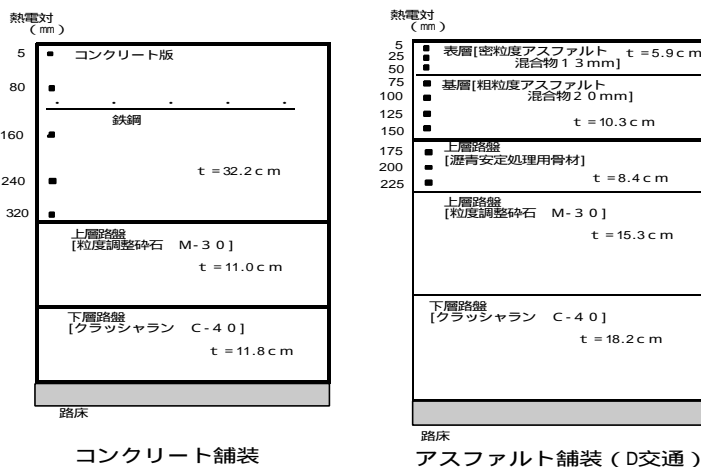 熱電対
(mm)
5
80
160
240
320
コンクリート版
鉄鋼
t=32.2cm
上層路盤
[粒度調整砕石 M-30]
t=11.0cm
下層路盤
[クラッシャラン C-40]
t=11.8cm
路床
コンクリート舗装
熱電対
(mm)
5
25
50
75
100
125
150
175
200
225
表層[密粒度アスファルト t=5.9cm
混合物13mm]
基層[粗粒度アスファルト
混合物20mm]
t=10.3cm
上層路盤
[瀝青安定処理用骨材]
t=8.4cm
上層路盤
[粒度調整砕石 M-30]
t=15.3cm
下層路盤
[クラッシャラン C-40]
t=18.2cm
路床
アスファルト舗装(D交通)